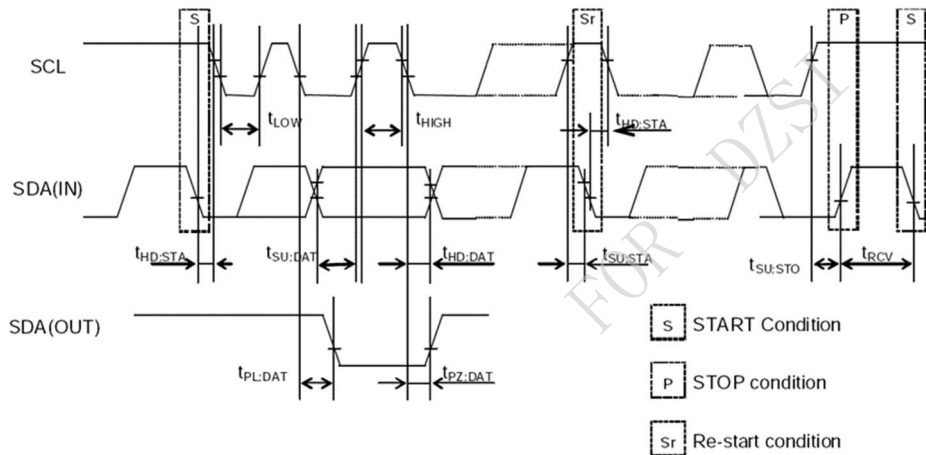 S Sr P S
SCL
tLOW tHIGH tHD;STA
SDA(IN)
tHD;STA tSU;DAT tHD;DAT tSU;STA tSU;STO tRCV
SDA(OUT)
tPL;DAT tPZ;DAT
S START Condition
P STOP condition
Sr Re-start condition
FOR DZSI